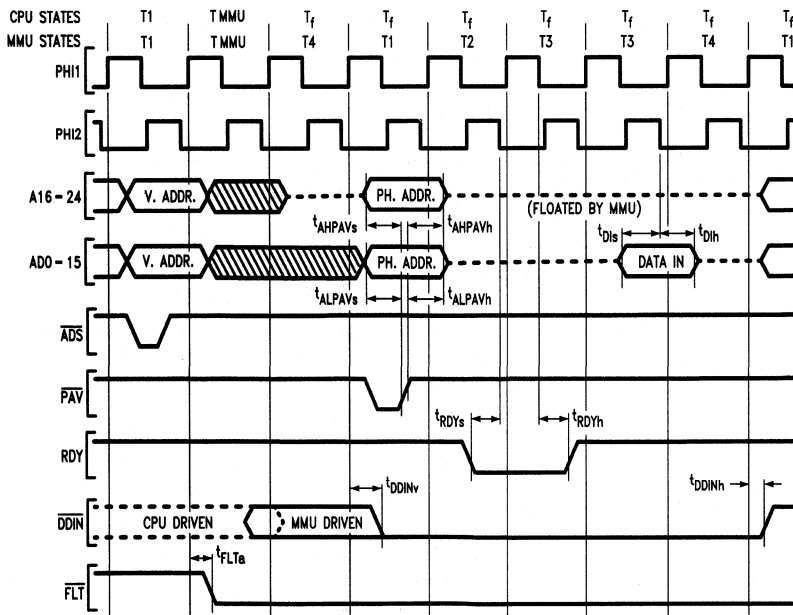 CPU STATES T1 T MMU Tf Tf Tf Tf Tf Tf Tf
MMU STATES T1 T MMU T4 T1 T2 T3 T3 T4 T1
PHI1
PHI2
A16-24 V. ADDR. PH. ADDR. (FLOATED BY MMU)
tAHPAVs tAHPAVh tDIs tDIh
AD0-15 V. ADDR. PH. ADDR. DATA IN
tALPAVs tALPAVh
ADS
PAV
tRDYs tRDYh
RDY
tDDINv tDDINh
DDIN CPU DRIVEN MMU DRIVEN
tFLTa
FLT